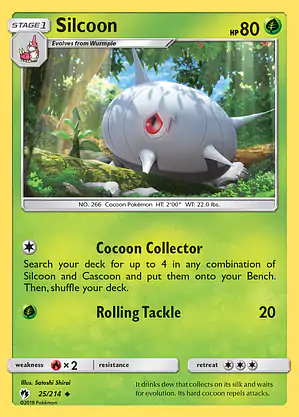 STAGE 1 Silcoon HP 80
Evolves from Wurmple
NO. 266 Cocoon Pokémon HT: 2'00" WT: 22.0 lbs.
Cocoon Collector
Search your deck for up to 4 in any combination of
Silcoon and Cascoon and put them onto your Bench.
Then, shuffle your deck.
Rolling Tackle 20
weakness ×2 resistance retreat
Illus. Satoshi Shirai
It drinks dew that collects on its silk and waits
25/214
for evolution. Its hard cocoon repels attacks.
©2018 Pokémon